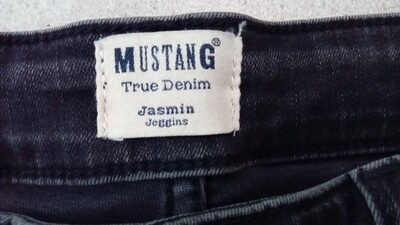 MUSTANG®
True Denim
Jasmin
Jeggins